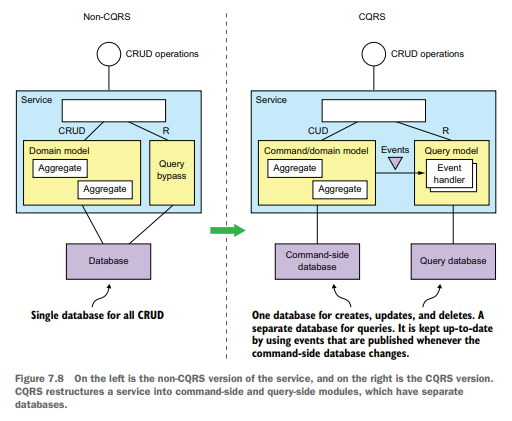 Non-CQRS
CRUD operations
Service
CRUD
R
Domain model
Aggregate
Aggregate
Query
bypass
Database
Single database for all CRUD
CQRS
CRUD operations
Service
CUD
R
Command/domain model
Aggregate
Aggregate
Events
Query model
Event
handler
Command-side
database
Query database
One database for creates, updates, and deletes. A
separate database for queries. It is kept up-to-date
by using events that are published whenever the
command-side database changes.
Figure 7.8 On the left is the non-CQRS version of the service, and on the right is the CQRS version.
CQRS restructures a service into command-side and query-side modules, which have separate
databases.